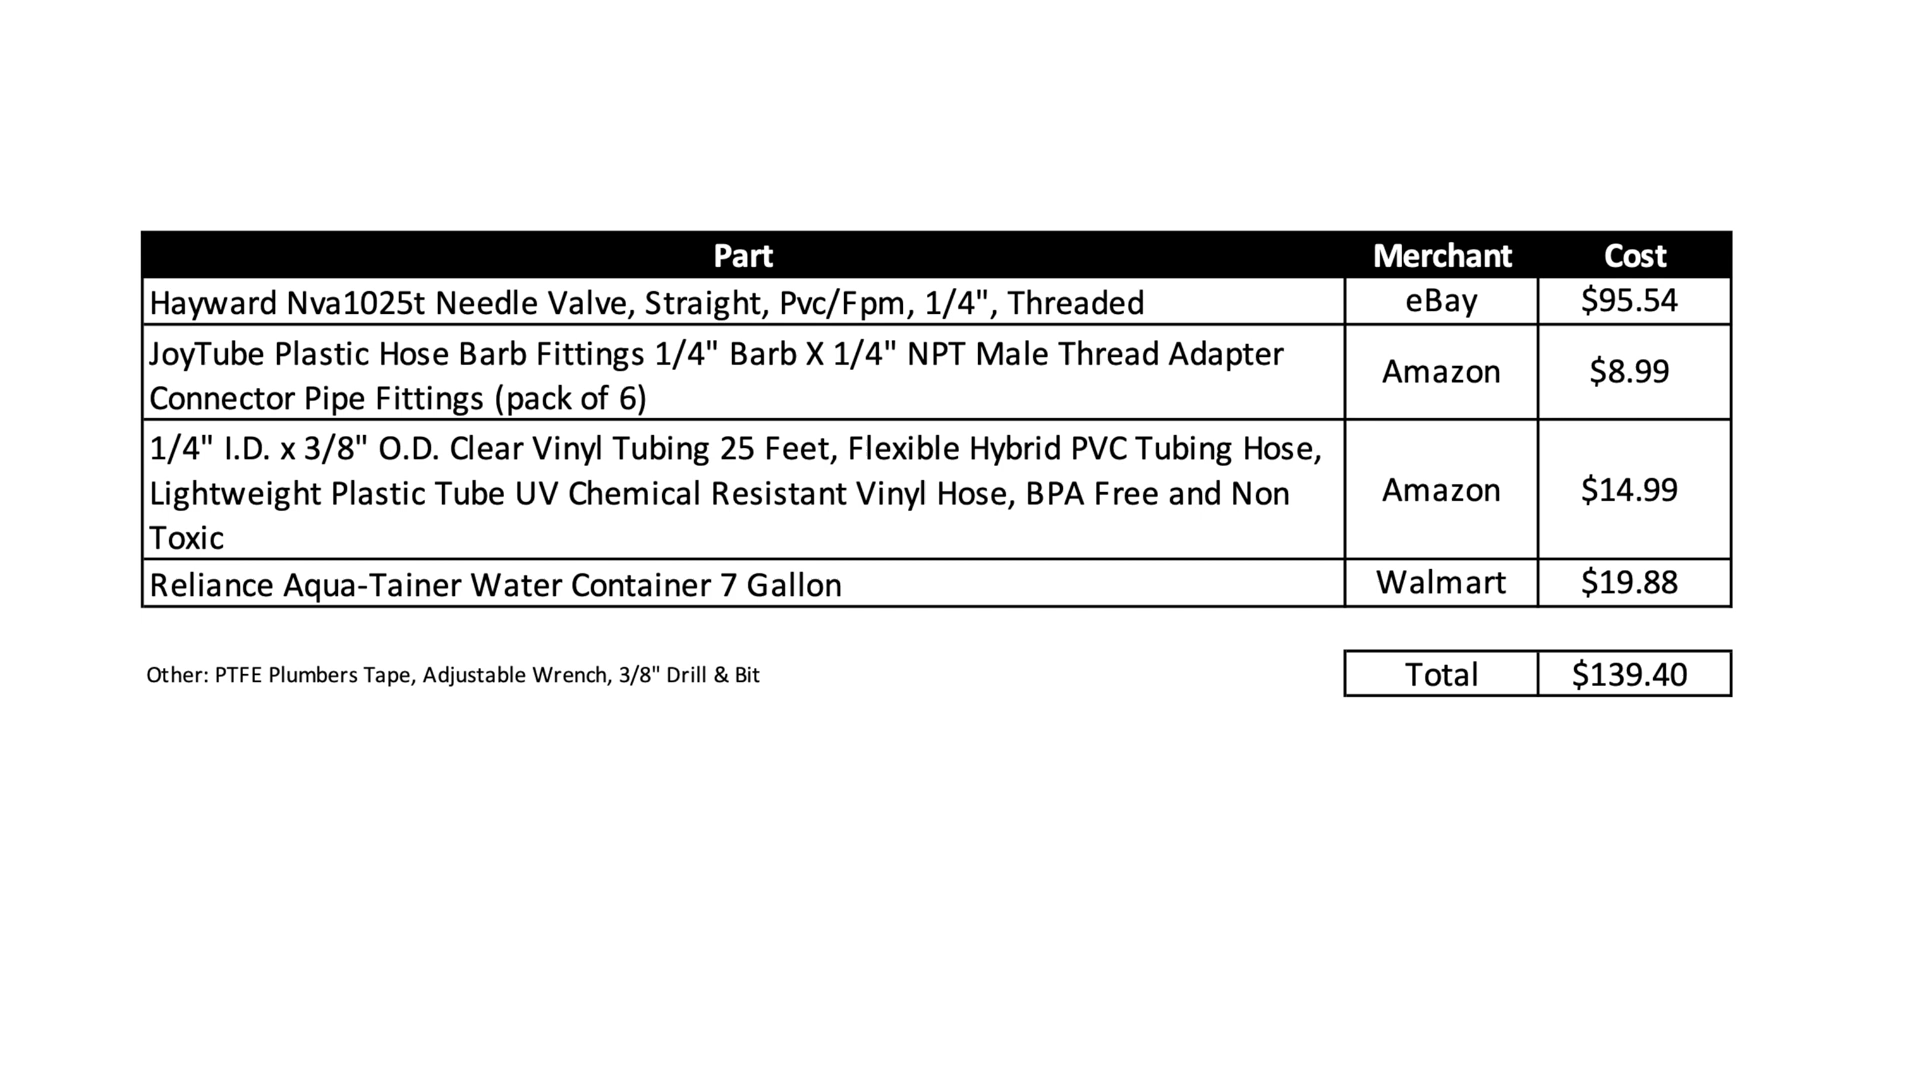 Part Merchant Cost
Hayward Nva1025t Needle Valve, Straight, Pvc/Fpm, 1/4", Threaded eBay $95.54
JoyTube Plastic Hose Barb Fittings 1/4" Barb X 1/4" NPT Male Thread Adapter
Connector Pipe Fittings (pack of 6) Amazon $8.99
1/4" I.D. x 3/8" O.D. Clear Vinyl Tubing 25 Feet, Flexible Hybrid PVC Tubing Hose,
Lightweight Plastic Tube UV Chemical Resistant Vinyl Hose, BPA Free and Non
Toxic Amazon $14.99
Reliance Aqua-Tainer Water Container 7 Gallon Walmart $19.88
Other: PTFE Plumbers Tape, Adjustable Wrench, 3/8" Drill & Bit Total $139.40